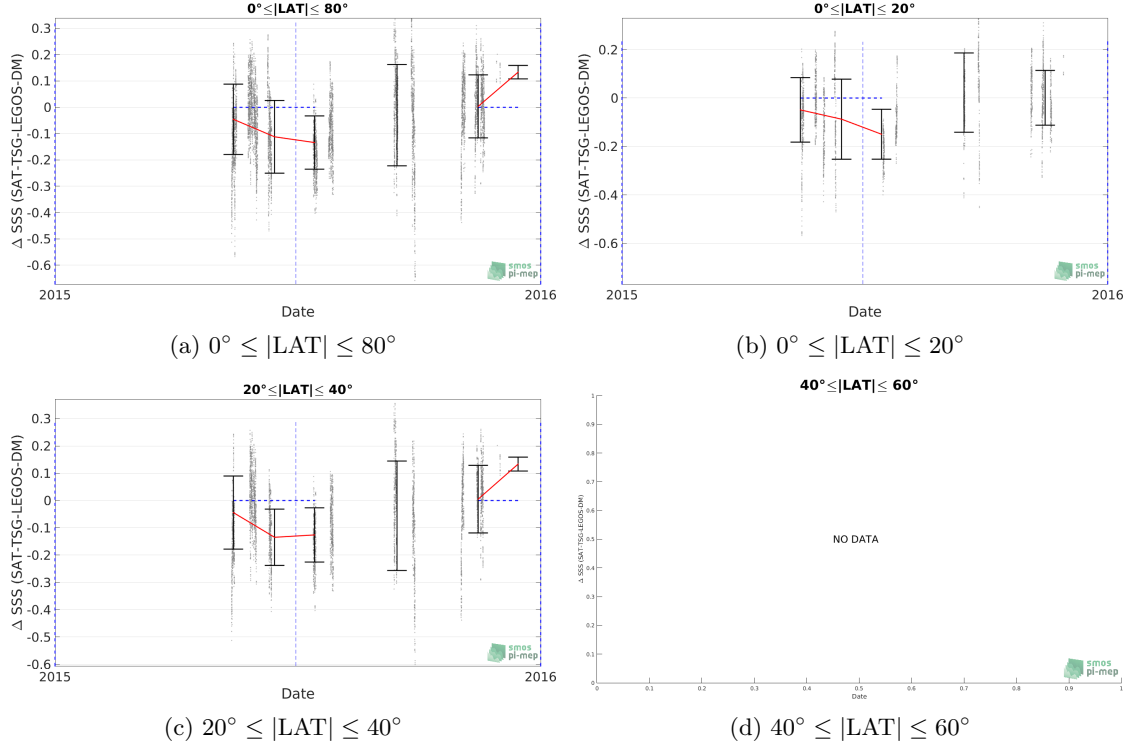 0°≤|LAT|≤ 80°
Δ SSS (SAT-TSG-LEGOS-DM)
0.3
0.2
0.1
0
-0.1
-0.2
-0.3
-0.4
-0.5
-0.6
smos
pi-mep
2015
2016
Date
(a) 0° ≤ |LAT| ≤ 80°
0°≤|LAT|≤ 20°
Δ SSS (SAT-TSG-LEGOS-DM)
0.2
0
-0.2
-0.4
-0.6
smos
pi-mep
2015
2016
Date
(b) 0° ≤ |LAT| ≤ 20°
20°≤|LAT|≤ 40°
Δ SSS (SAT-TSG-LEGOS-DM)
0.3
0.2
0.1
0
-0.1
-0.2
-0.3
-0.4
-0.5
-0.6
smos
pi-mep
2015
2016
Date
(c) 20° ≤ |LAT| ≤ 40°
40°≤|LAT|≤ 60°
Δ SSS (SAT-TSG-LEGOS-DM)
1
0.9
0.8
0.7
0.6
0.5
0.4
0.3
0.2
0.1
0
NO DATA
smos
pi-mep
0 0.1 0.2 0.3 0.4 0.5 0.6 0.7 0.8 0.9 1
Date
(d) 40° ≤ |LAT| ≤ 60°